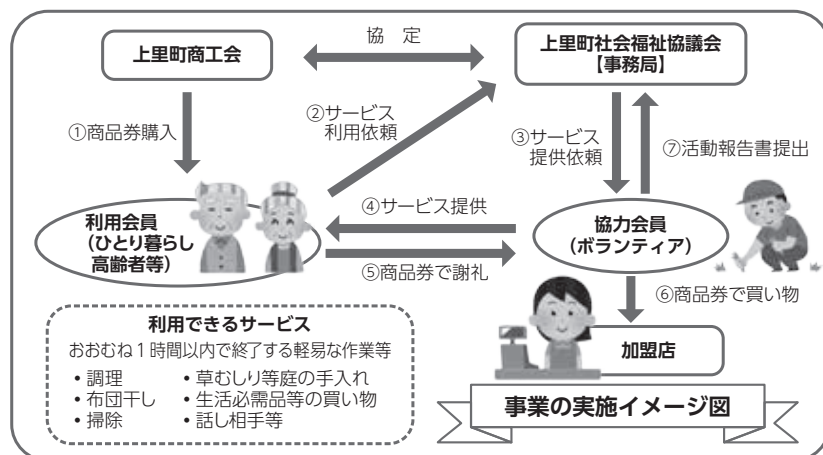 協 定
上里町商工会
上里町社会福祉協議会
【事務局】
①商品券購入
②サービス
利用依頼
③サービス
提供依頼
⑦活動報告書提出
利用会員
(ひとり暮らし
高齢者等)
④サービス提供
⑤商品券で謝礼
協力会員
(ボランティア)
⑥商品券で買い物
加盟店
利用できるサービス
おおむね1時間以内で終了する軽易な作業等
・調理
・布団干し
・掃除
・草むしり等庭の手入れ
・生活必需品等の買い物
・話し相手等
事業の実施イメージ図